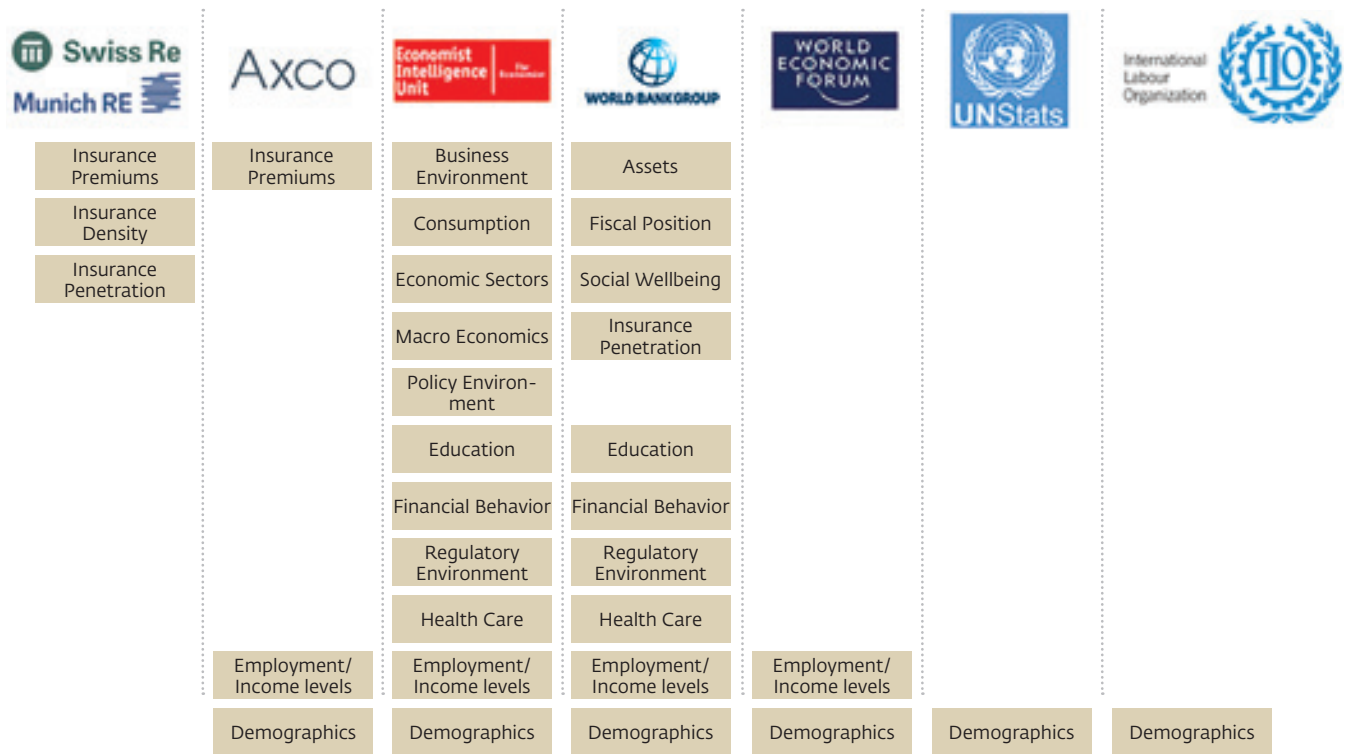 Swiss Re
Munich RE
AXCO
Economist
Intelligence
Unit
The
Economist
WORLD BANK GROUP
WORLD
ECONOMIC
FORUM
UNStats
International
Labour
Organization
ILO
Insurance
Premiums
Insurance
Premiums
Business
Environment
Assets
Insurance
Density
Consumption
Fiscal Position
Insurance
Penetration
Economic Sectors
Social Wellbeing
Macro Economics
Insurance
Penetration
Policy Environ-
ment
Education
Education
Financial Behavior
Financial Behavior
Regulatory
Environment
Regulatory
Environment
Health Care
Health Care
Employment/
Income levels
Employment/
Income levels
Employment/
Income levels
Employment/
Income levels
Demographics
Demographics
Demographics
Demographics
Demographics
Demographics